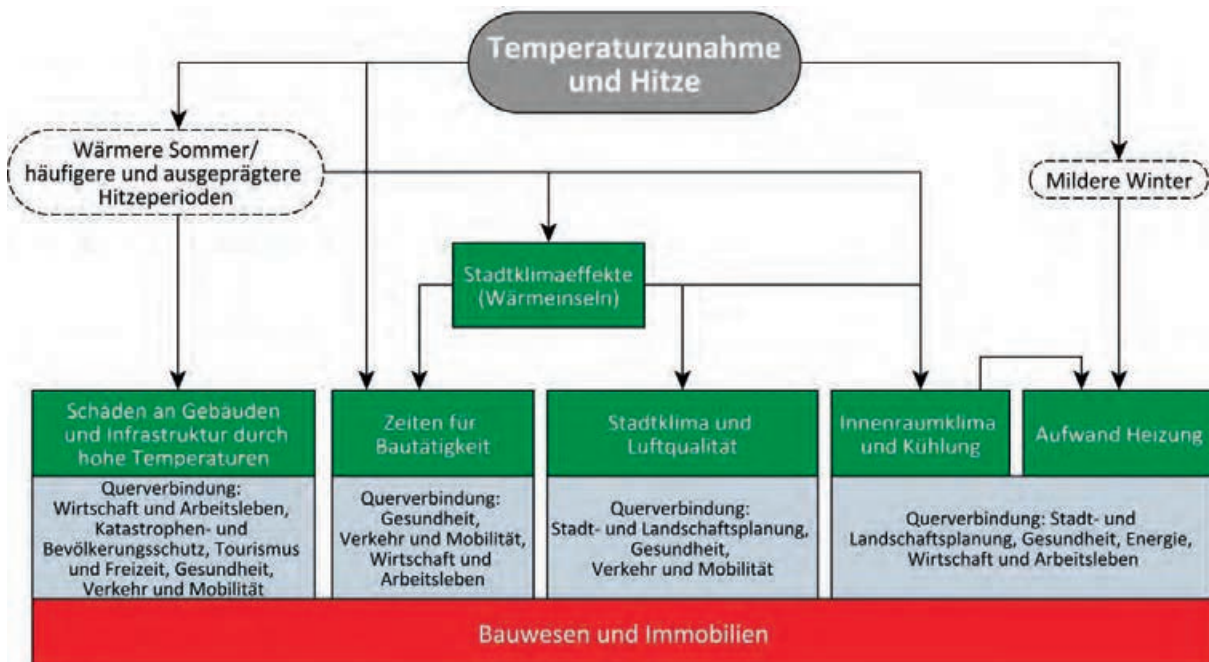 Temperaturzunahme
und Hitze
Wärmere Sommer/
häufigere und ausgeprägtere
Hitzeperioden
Mildere Winter
Stadtklimaeffekte
(Wärmeinseln)
Schäden an Gebäuden
und Infrastruktur durch
hohe Temperaturen
Querverbindung:
Wirtschaft und Arbeitsleben,
Katastrophen- und
Bevölkerungsschutz, Tourismus
und Freizeit, Gesundheit,
Verkehr und Mobilität
Zeiten für
Bautätigkeit
Querverbindung:
Gesundheit,
Verkehr und Mobilität,
Wirtschaft und
Arbeitsleben
Stadtklima und
Luftqualität
Querverbindung:
Stadt- und Landschaftsplanung,
Gesundheit,
Verkehr und Mobilität
Innenraumklima
und Kühlung
Aufwand Heizung
Querverbindung: Stadt- und
Landschaftsplanung, Gesundheit, Energie,
Wirtschaft und Arbeitsleben
Bauwesen und Immobilien